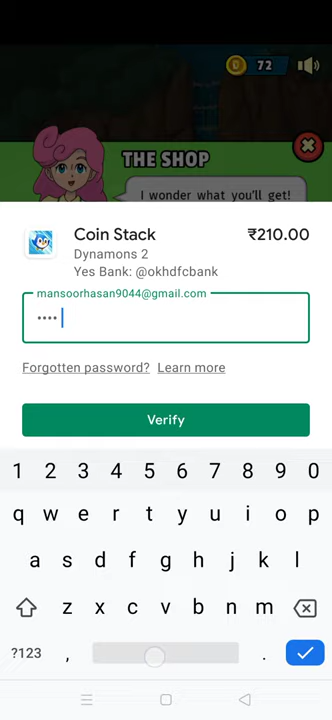 72
THE SHOP
I wonder what you'll get!
Coin Stack
₹210.00
Dynamons 2
Yes Bank: @okhdfcbank
mansoorhasan9044@gmail.com
••••
Forgotten password? Learn more
Verify
1 2 3 4 5 6 7 8 9 0
q w e r t y u i o p
a s d f g h j k l
z x c v b n m
?123 , .